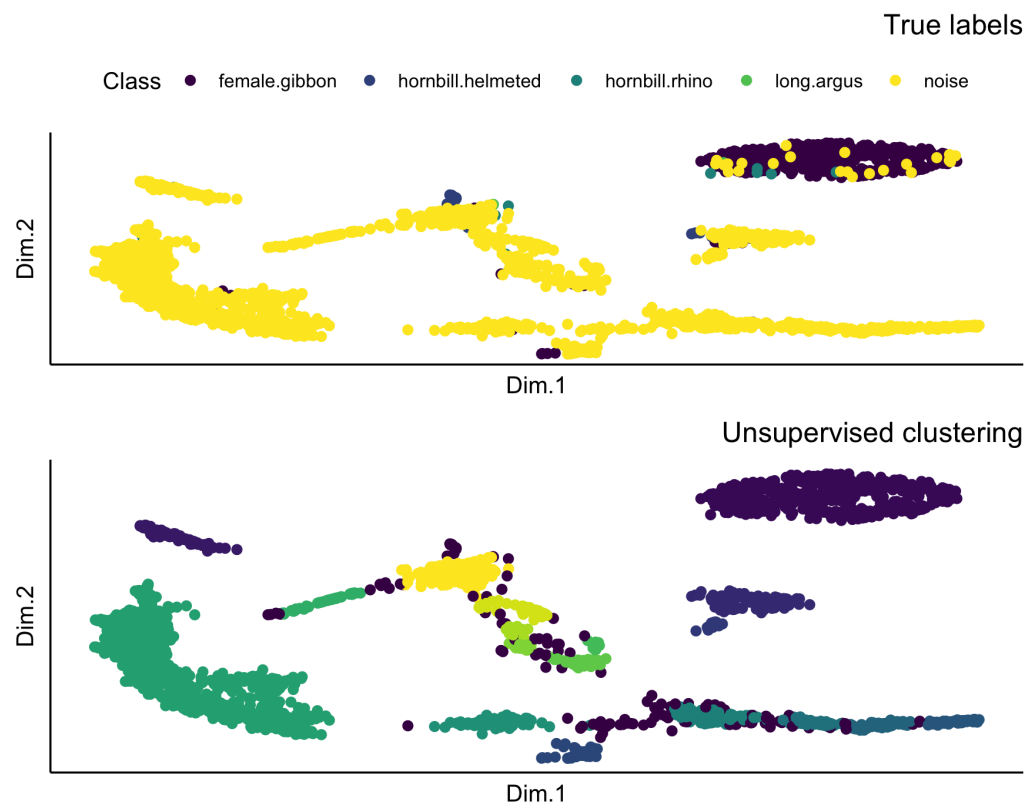 True labels
Class female.gibbon hornbill.helmeted hornbill.rhino long.argus noise
Dim.2
Dim.1
Unsupervised clustering
Dim.2
Dim.1